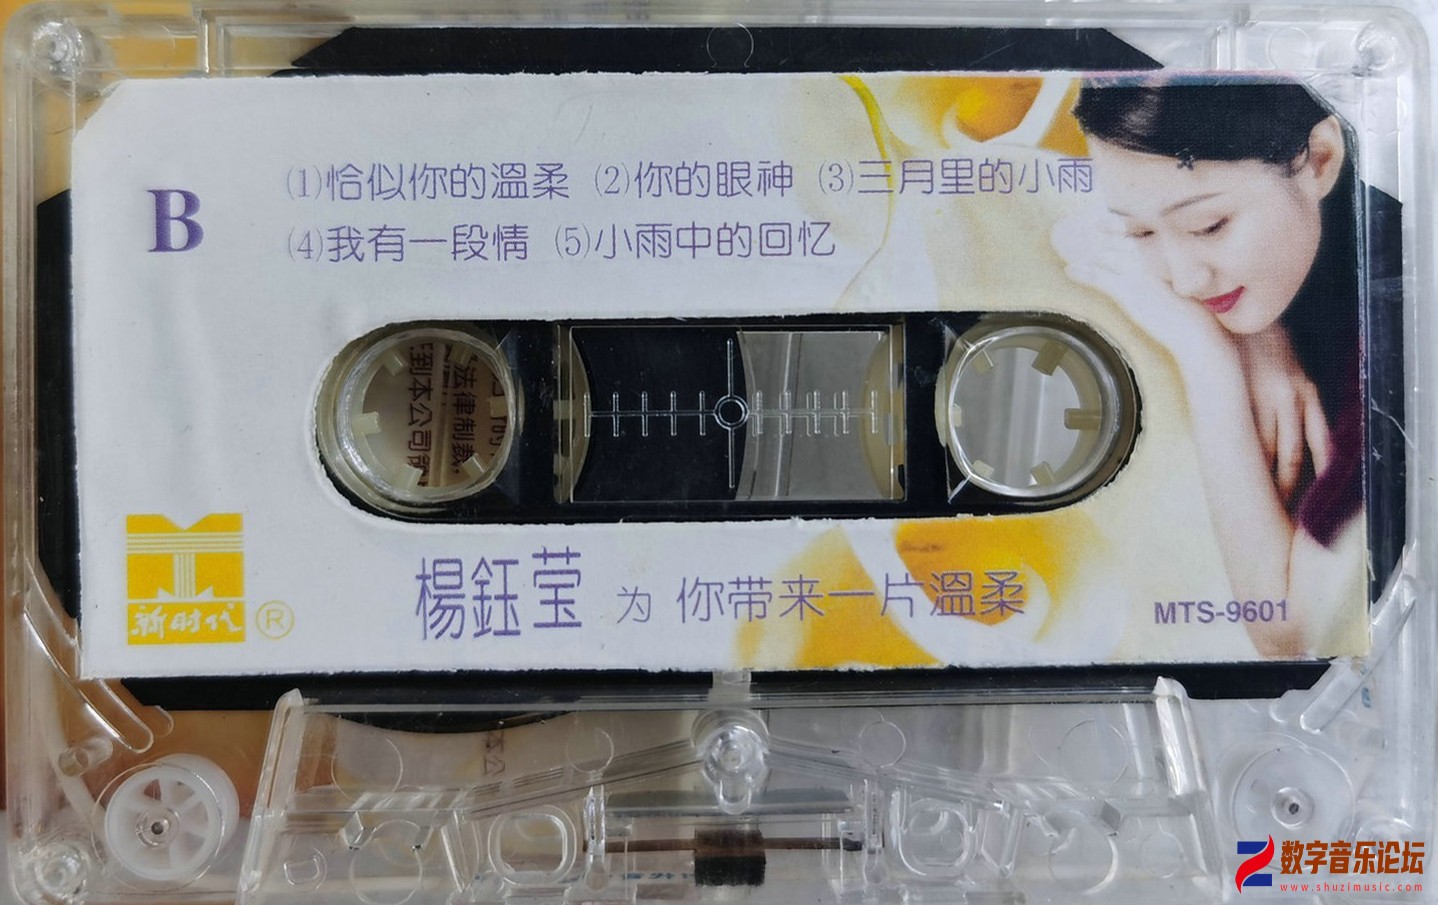 B
(1)恰似你的溫柔 (2)你的眼神 (3)三月里的小雨
(4)我有一段情 (5)小雨中的回忆
法律制裁,
到本公司
楊鈺莹 为 你带来一片溫柔
MTS-9601
新时代 ®
本公
数字音乐论坛
www.shuzimusic.com